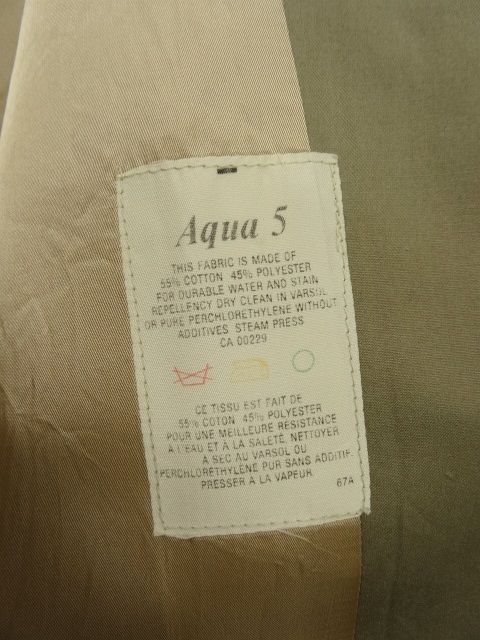 Aqua 5
THIS FABRIC IS MADE OF
55% COTTON 45% POLYESTER
FOR DURABLE WATER AND STAIN
REPELLENCY DRY CLEAN IN VARSOL
OR PURE PERCHLORETHYLENE WITHOUT
ADDITIVES. STEAM PRESS
CA 00229
CE TISSU EST FAIT DE
55% COTON 45% POLYESTER
POUR UNE MEILLEURE RESISTANCE
À L'EAU ET À LA SALETÉ. NETTOYER
A SEC AU VARSOL OU
PERCHLORÉTHYLÈNE PUR SANS ADDITIF.
PRESSER À LA VAPEUR.
67A